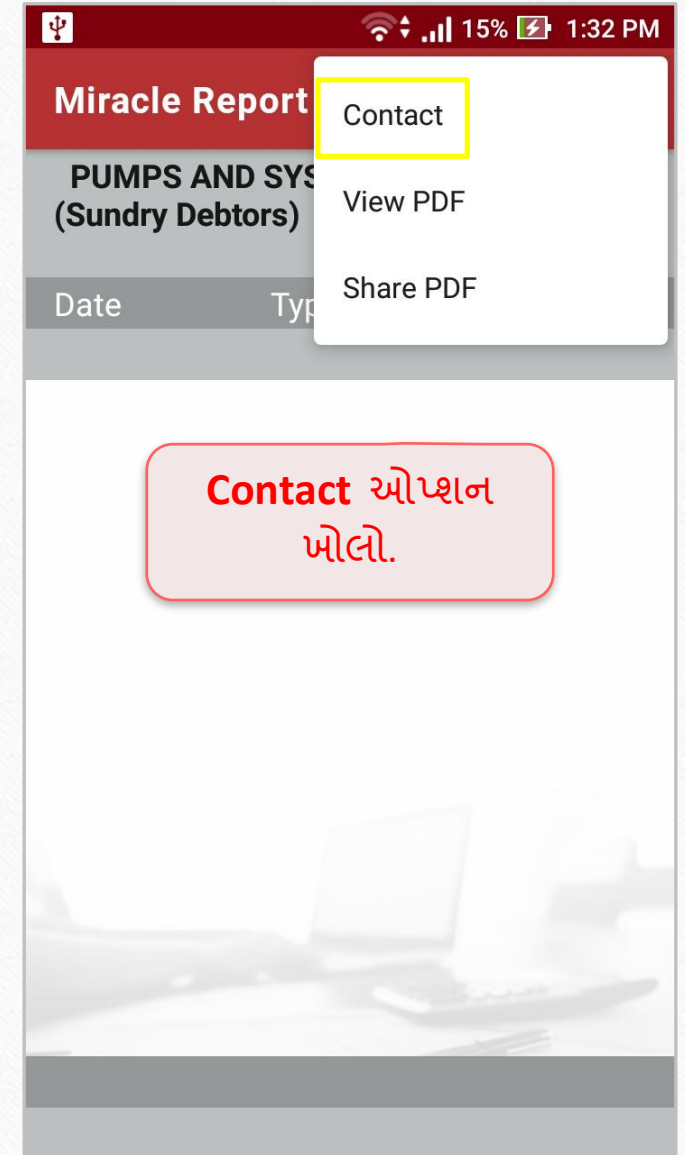 15% 1:32 PM
Miracle Report
Contact
PUMPS AND SYS
(Sundry Debtors)
View PDF
Share PDF
Date Typ
Contact ઓપ્શન
ખોલો.